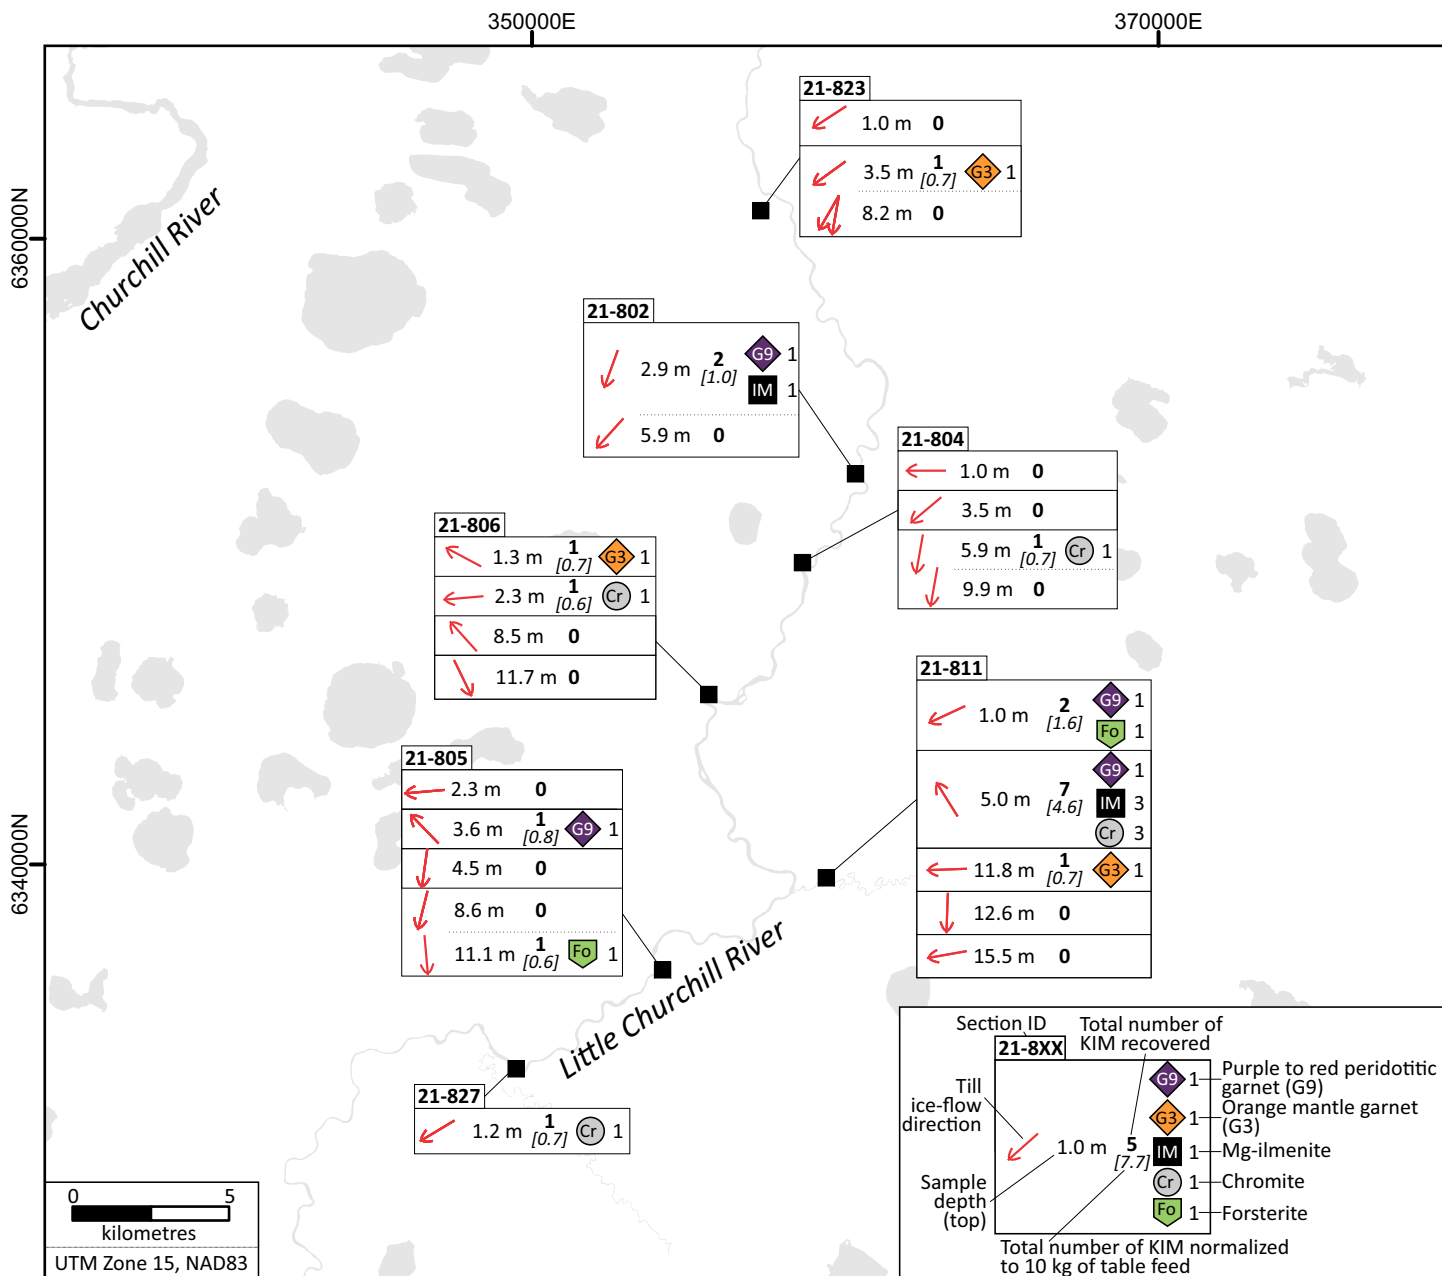 350000E
370000E
6360000N
6340000N
Churchill River
Little Churchill River
21-823
1.0 m 0
3.5 m 1 [0.7] G3 1
8.2 m 0
21-802
2.9 m 2 [1.0] G9 1
IM 1
5.9 m 0
21-804
1.0 m 0
3.5 m 0
5.9 m 1 [0.7] Cr 1
9.9 m 0
21-806
1.3 m 1 [0.7] G3 1
2.3 m 1 [0.6] Cr 1
8.5 m 0
11.7 m 0
21-811
1.0 m 2 [1.6] G9 1
Fo 1
5.0 m 7 [4.6] G9 1
IM 3
Cr 3
11.8 m 1 [0.7] G3 1
12.6 m 0
15.5 m 0
21-805
2.3 m 0
3.6 m 1 [0.8] G9 1
4.5 m 0
8.6 m 0
11.1 m 1 [0.6] Fo 1
21-827
1.2 m 1 [0.7] Cr 1
0 5
kilometres
UTM Zone 15, NAD83
Section ID
21-8XX
Total number of
KIM recovered
Till
ice-flow
direction
Sample
depth
(top)
1.0 m 5 [7.7]
G9 1 Purple to red peridotitic
garnet (G9)
G3 1 Orange mantle garnet
(G3)
IM 1 Mg-ilmenite
Cr 1 Chromite
Fo 1 Forsterite
Total number of KIM normalized
to 10 kg of table feed